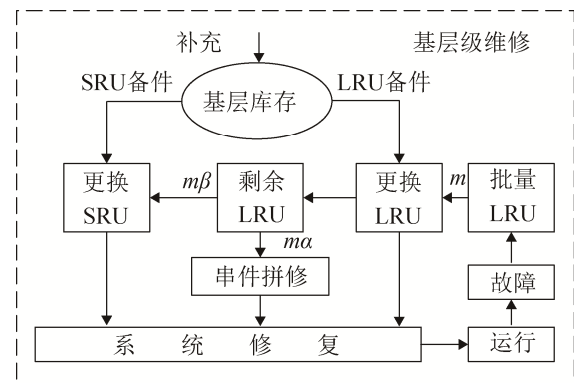 补充
基层级维修
SRU备件
LRU备件
基层库存
更换
SRU
mβ
剩余
LRU
更换
LRU
m
批量
LRU
mα
串件拼修
故障
系统修复
运行